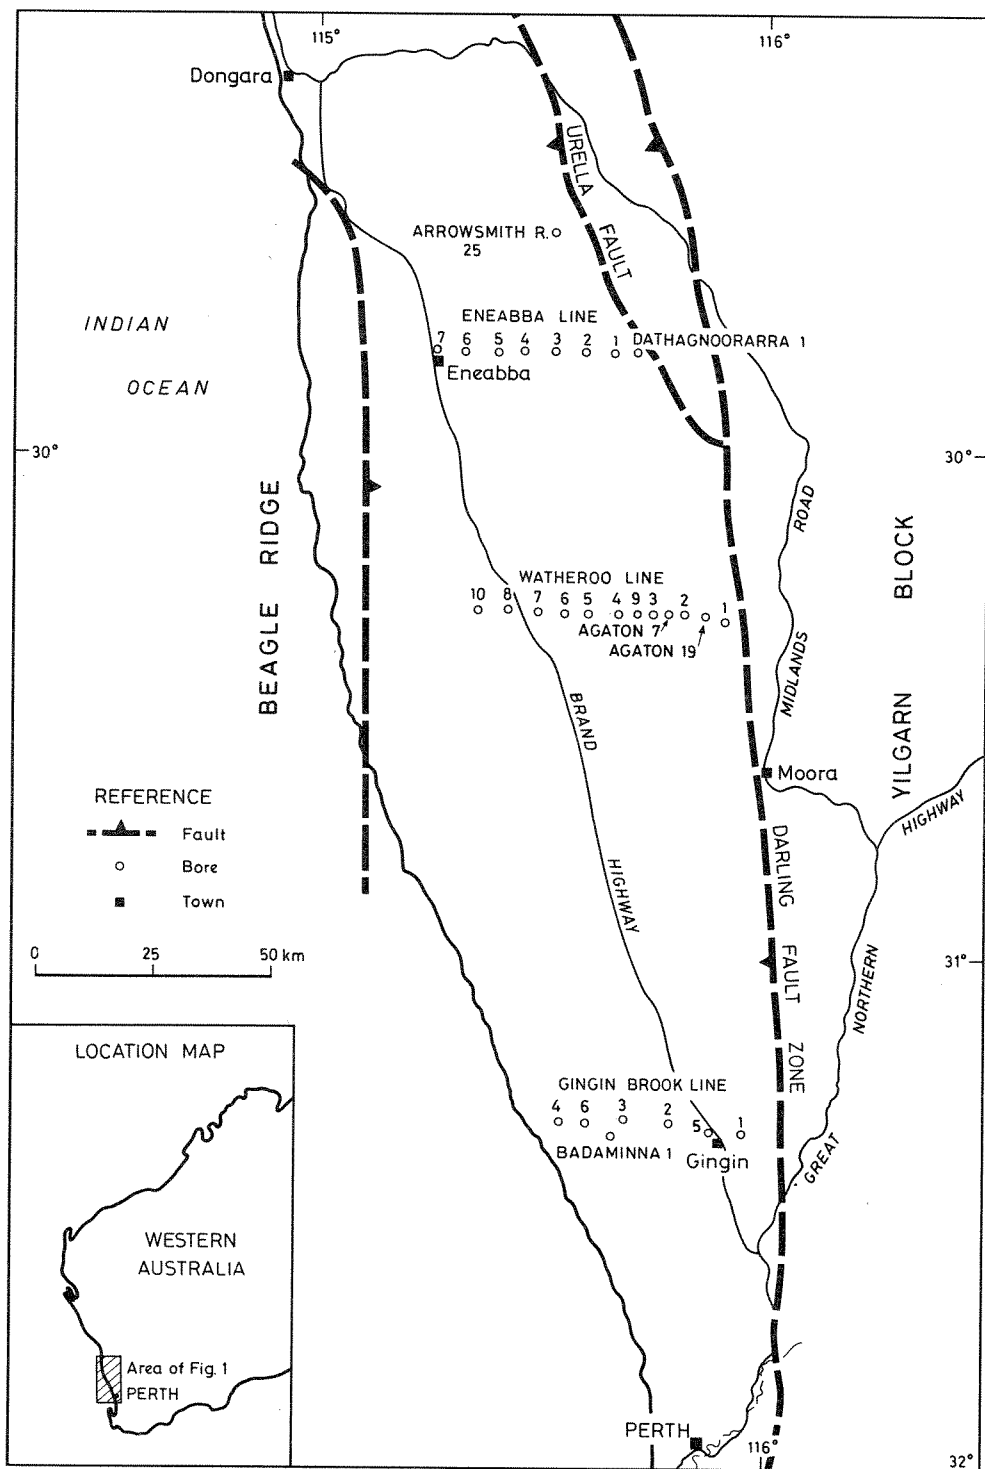 115°
116°
Dongara
URELLA FAULT
ARROWSMITH R.
25
INDIAN
OCEAN
ENEABBA LINE
7 6 5 4 3 2 1 DATHAGNOORARRA 1
Eneabba
30°
30°
BEAGLE RIDGE
MIDLANDS ROAD
YILGARN BLOCK
WATHEROO LINE
10 8 7 6 5 4 9 3 2 1
AGATON 7
AGATON 19
BRAND HIGHWAY
Moora
REFERENCE
Fault
Bore
Town
0 25 50 km
DARLING FAULT ZONE
GREAT NORTHERN HIGHWAY
31°
LOCATION MAP
GINGIN BROOK LINE
4 6 3 2 5 1
BADAMINNA 1
Gingin
WESTERN
AUSTRALIA
Area of Fig. 1
PERTH
PERTH
116°
32°